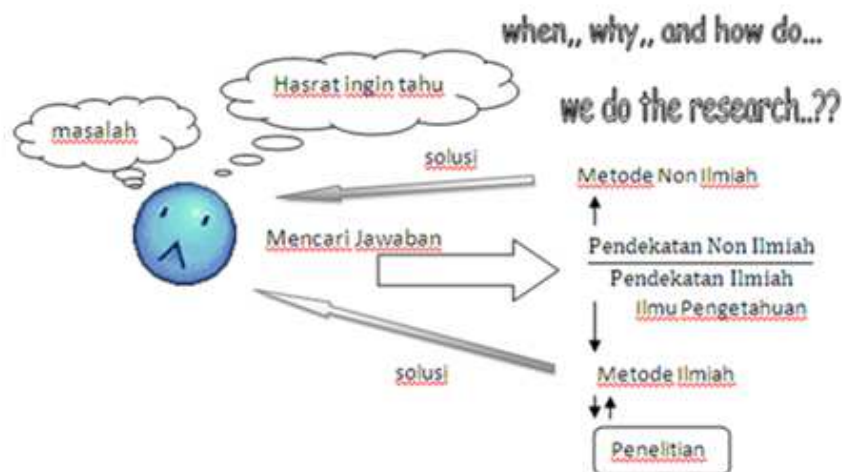 when,, why,, and how do...
we do the research..??
Hasrat ingin tahu
masalah
solusi
Metode Non Ilmiah
Mencari Jawaban
Pendekatan Non Ilmiah
Pendekatan Ilmiah
Ilmu Pengetahuan
solusi
Metode Ilmiah
Penelitian